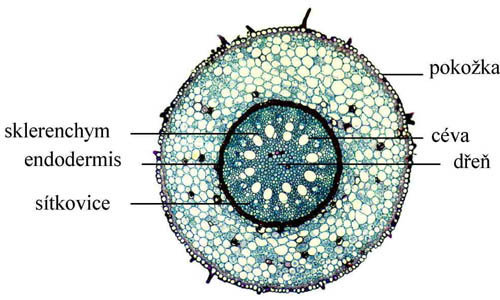 pokožka
sklerenchym
céva
endodermis
dřeň
sítkovice